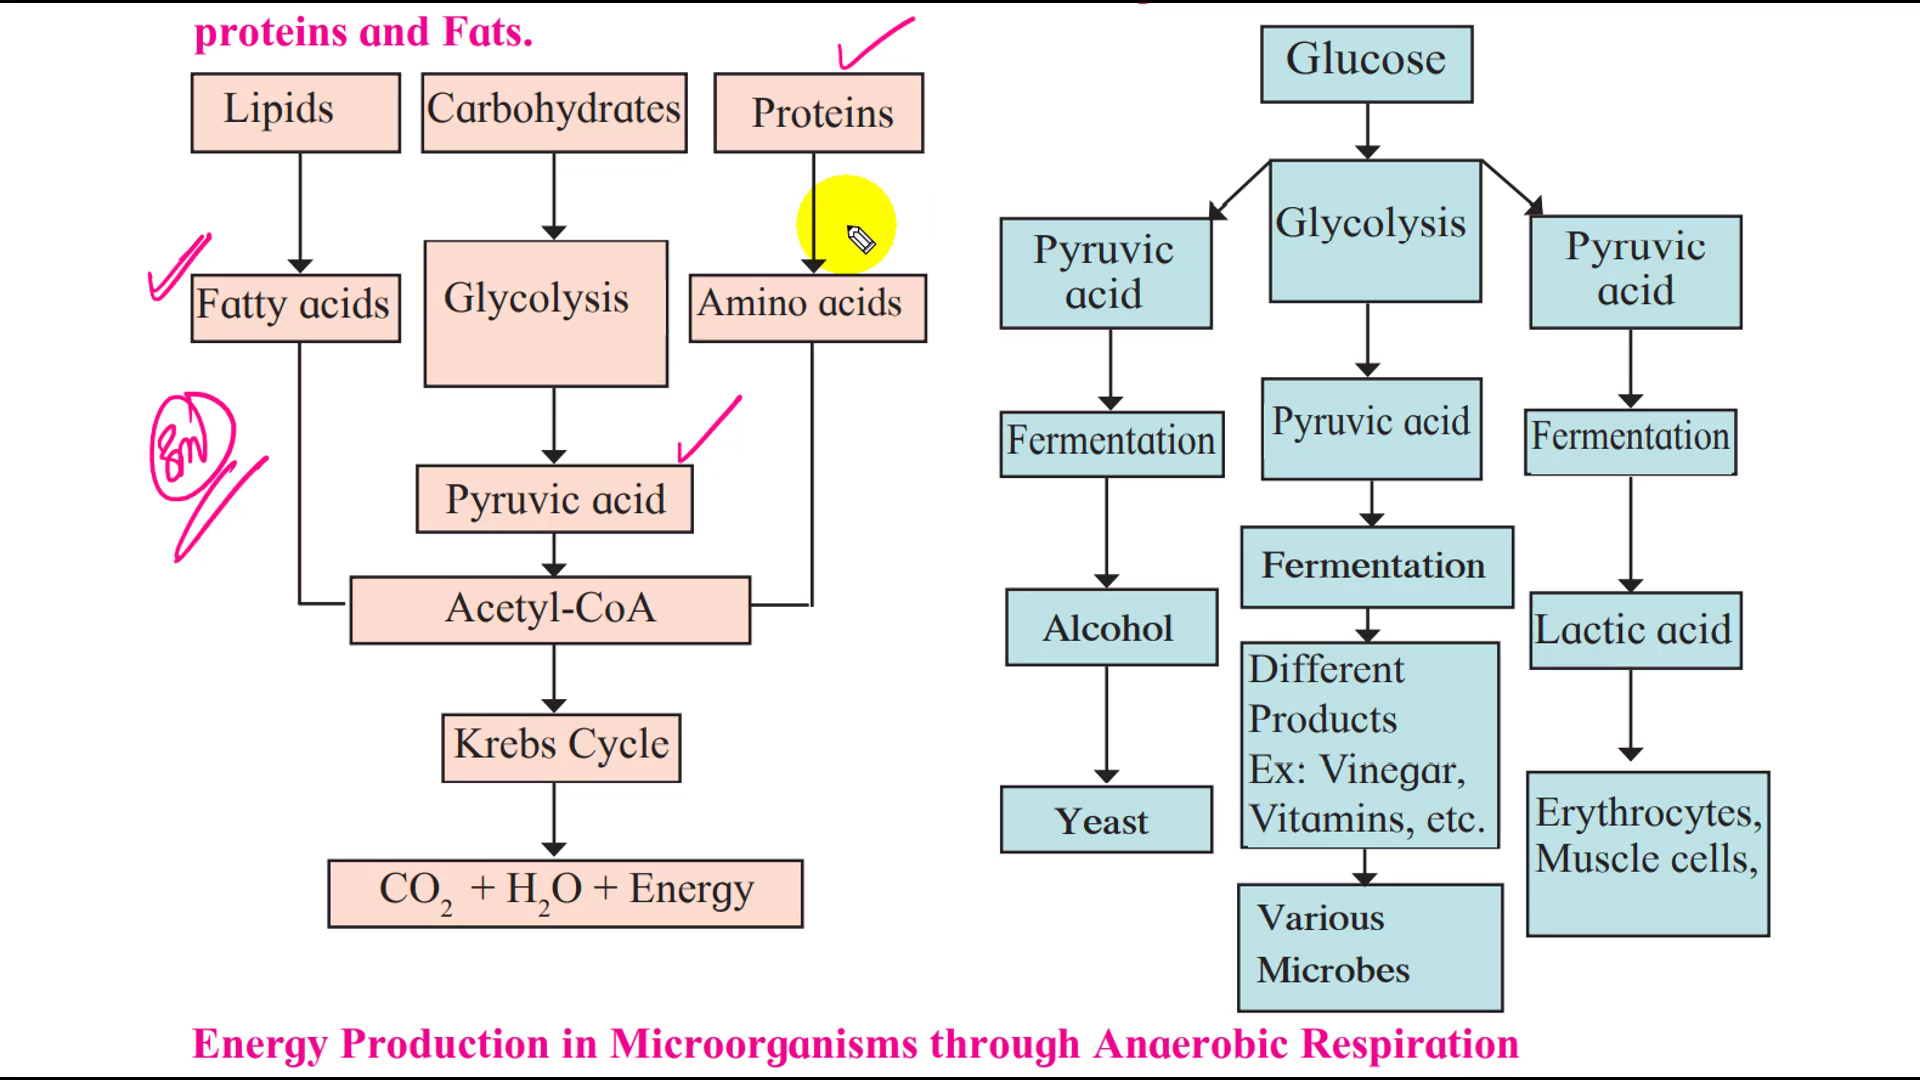 proteins and Fats.
Lipids
Carbohydrates
Proteins
Fatty acids
Glycolysis
Amino acids
8m
Pyruvic acid
Acetyl-CoA
Krebs Cycle
CO₂ + H₂O + Energy
Glucose
Glycolysis
Pyruvic
acid
Fermentation
Alcohol
Yeast
Pyruvic acid
Fermentation
Different
Products
Ex: Vinegar,
Vitamins, etc.
Various
Microbes
Pyruvic
acid
Fermentation
Lactic acid
Erythrocytes,
Muscle cells,
Energy Production in Microorganisms through Anaerobic Respiration